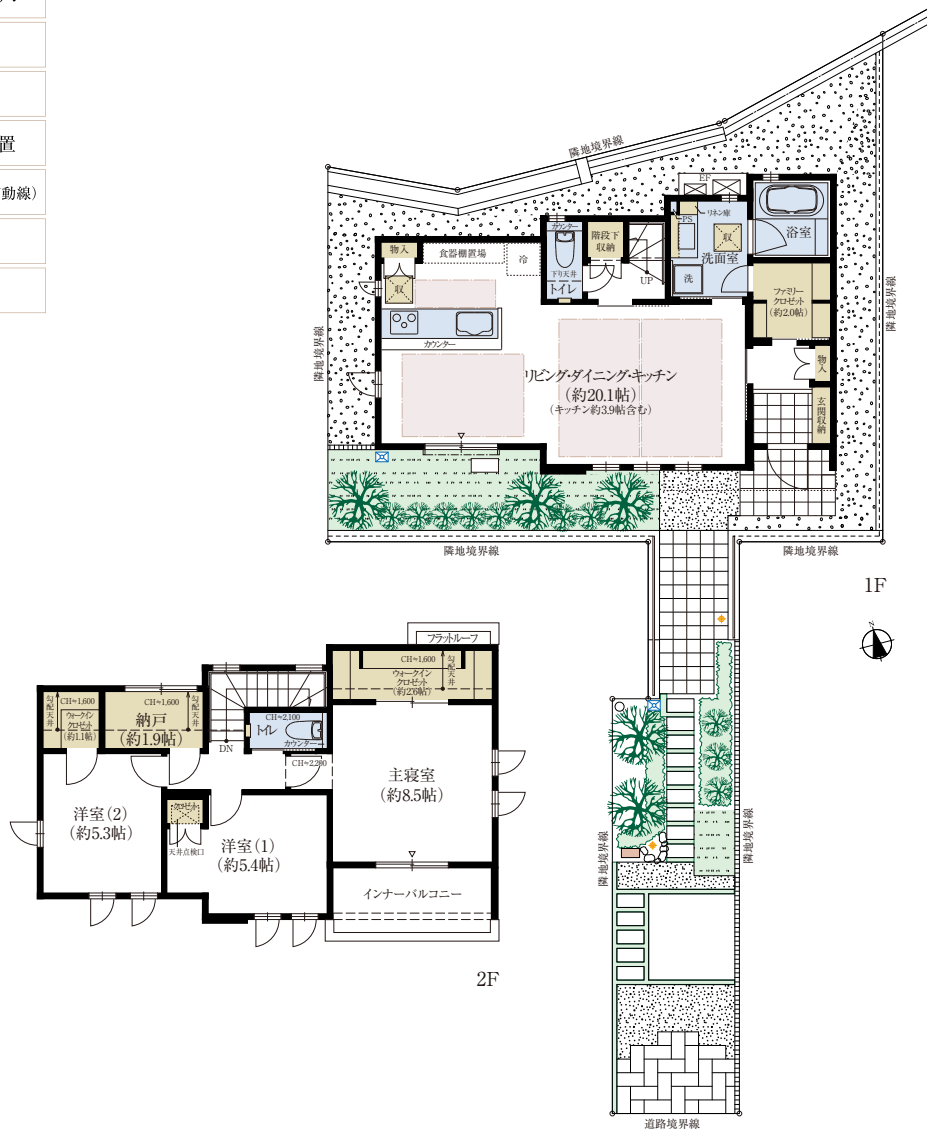 置
動線）
隣地境界線
EF
PS
リネン庫
収
洗面室
洗
浴室
カウンター
下り天井
トイレ
階段下
収納
UP
物入
食器棚置場
冷
収
カウンター
ファミリー
クロゼット
（約2.0帖）
物入
玄関収納
リビング・ダイニング・キッチン
（約20.1帖）
（キッチン約3.9帖含む）
隣地境界線
隣地境界線
隣地境界線
隣地境界線
1F
N
フラットルーフ
CH≒1,600
勾配天井
ウォークイン
クロゼット
（約2.6帖）
勾配天井
CH≒1,600
ウォークイン
クロゼット
（約1.1帖）
CH≒1,600
勾配天井
納戸
（約1.9帖）
DN
CH≒2,100
トイレ
カウンター
CH≒2,200
主寝室
（約8.5帖）
洋室（2）
（約5.3帖）
クロゼット
天井点検口
洋室（1）
（約5.4帖）
インナーバルコニー
2F
隣地境界線
隣地境界線
道路境界線